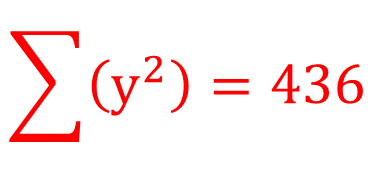 ∑(y²) = 436